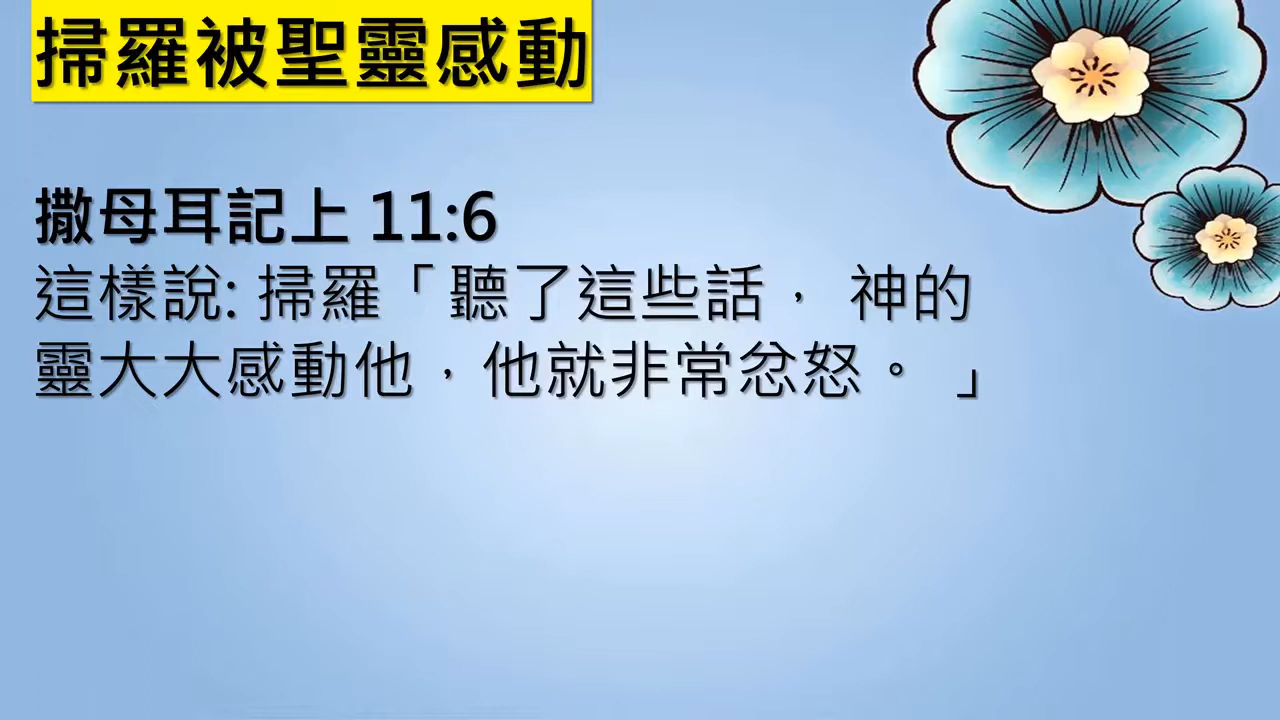 掃羅被聖靈感動
撒母耳記上 11:6
這樣說: 掃羅「聽了這些話， 神的
靈大大感動他，他就非常忿怒。 」